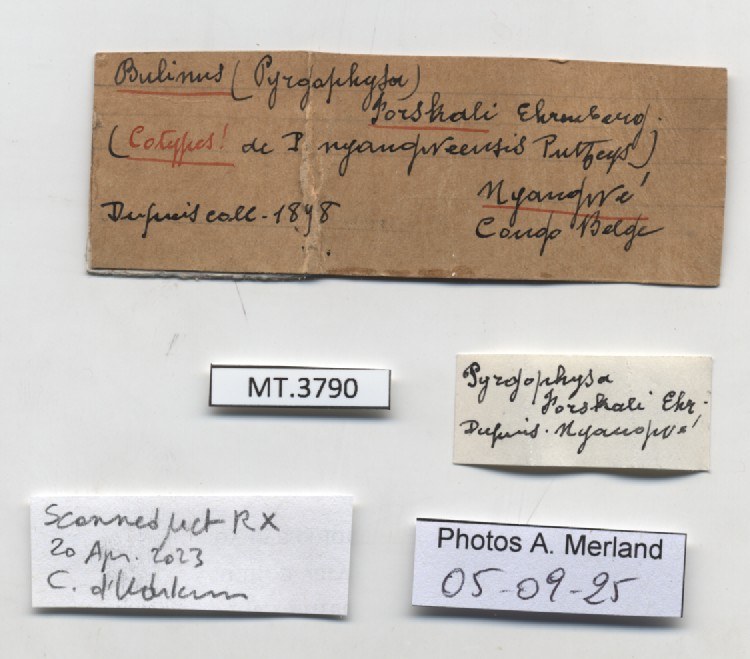 Bulinus (Pyrgophysa)
Forskali Ehrenberg.
(Cotypes! de P. nyangweensis Putzeys)
Nyangwé
Dupuis coll. 1898
Congo Belge
MT.3790
Pyrgophysa
Forskali Ehr.
Dupuis. Nyangwé
Scanned µct RX
20 Apr. 2023
C.
Photos A. Merland
05-09-25